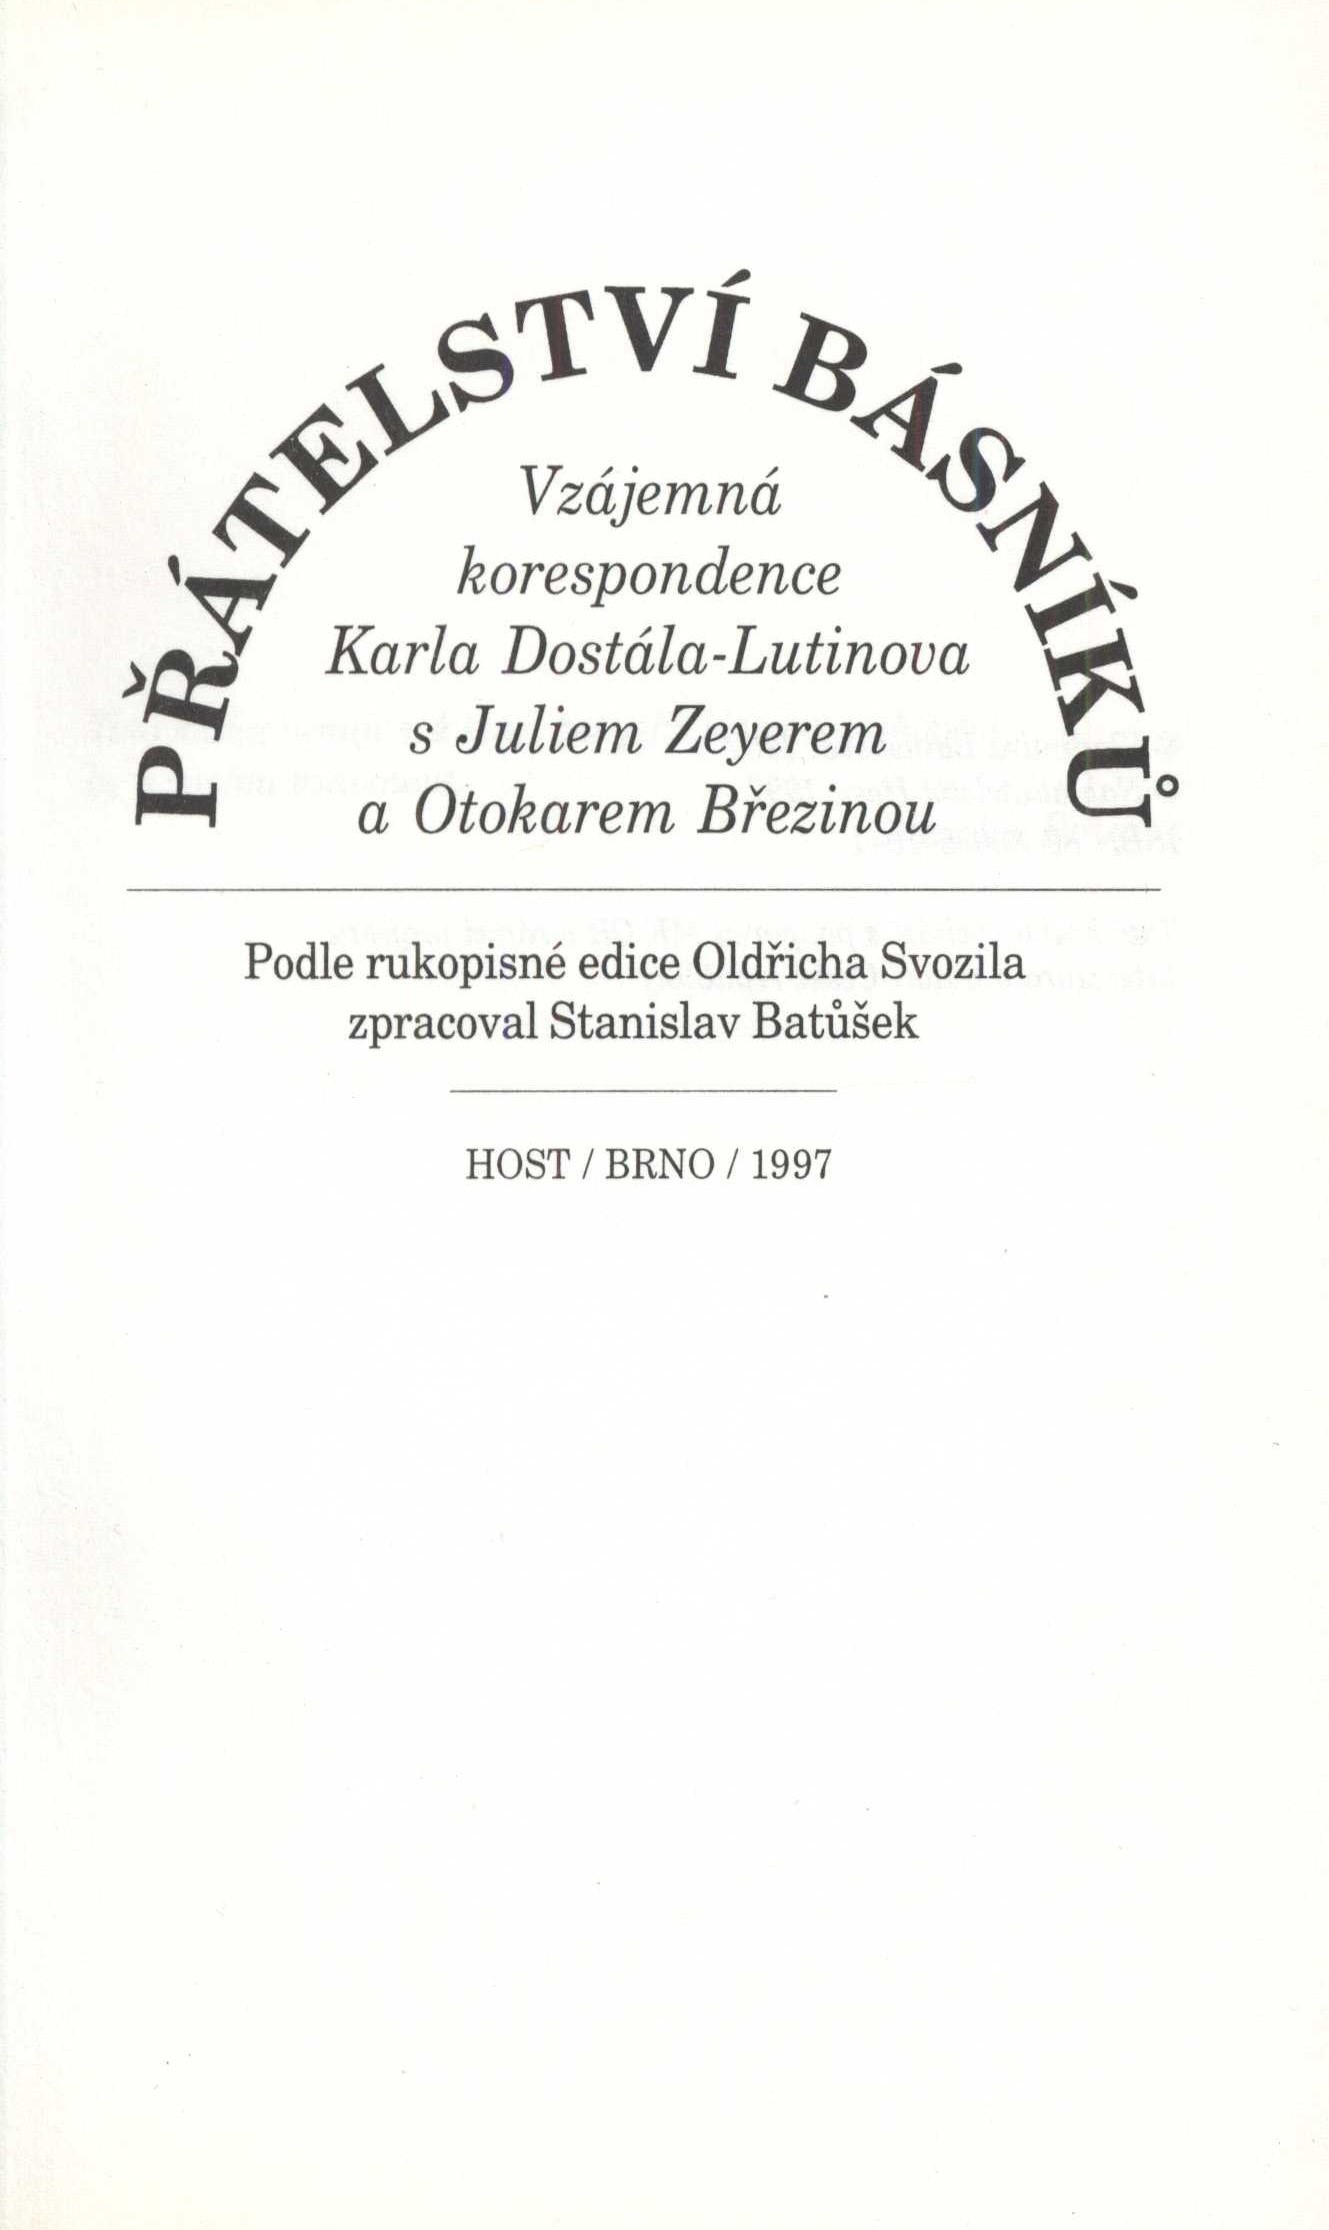 PŘÁTELSTVÍ BÁSNÍKŮ
Vzájemná
korespondence
Karla Dostála-Lutinova
s Juliem Zeyerem
a Otokarem Březinou
Podle rukopisné edice Oldřicha Svozila
zpracoval Stanislav Batůšek
HOST / BRNO / 1997